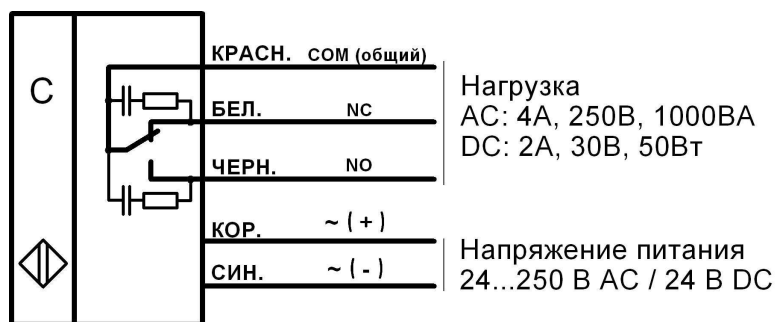 C
КРАСН. COM (общий)
БЕЛ. NC
ЧЕРН. NO
Нагрузка
AC: 4А, 250В, 1000ВА
DC: 2А, 30В, 50Вт
КОР. ~ ( + )
СИН. ~ ( - )
Напряжение питания
24...250 В AC / 24 В DC